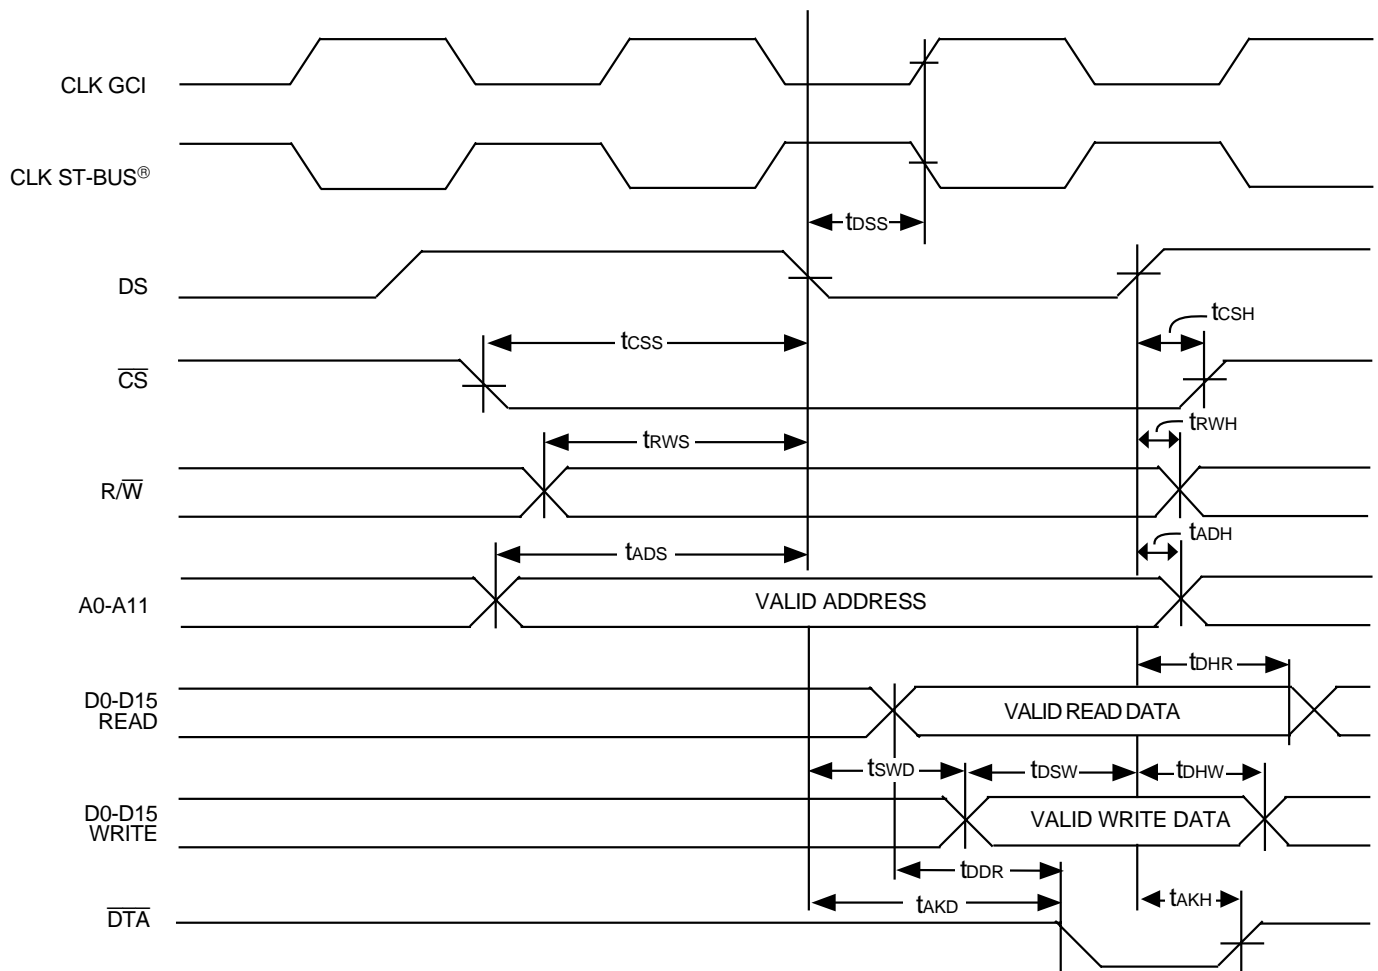 CLK GCI
CLK ST-BUS®
tDSS
DS
tCSH
tCSS
CS
tRWH
tRWS
R/W
tADH
tADS
A0-A11
VALID ADDRESS
tDHR
D0-D15
READ
VALID READ DATA
tSWD
tDSW
tDHW
D0-D15
WRITE
VALID WRITE DATA
tDDR
tAKD
tAKH
DTA